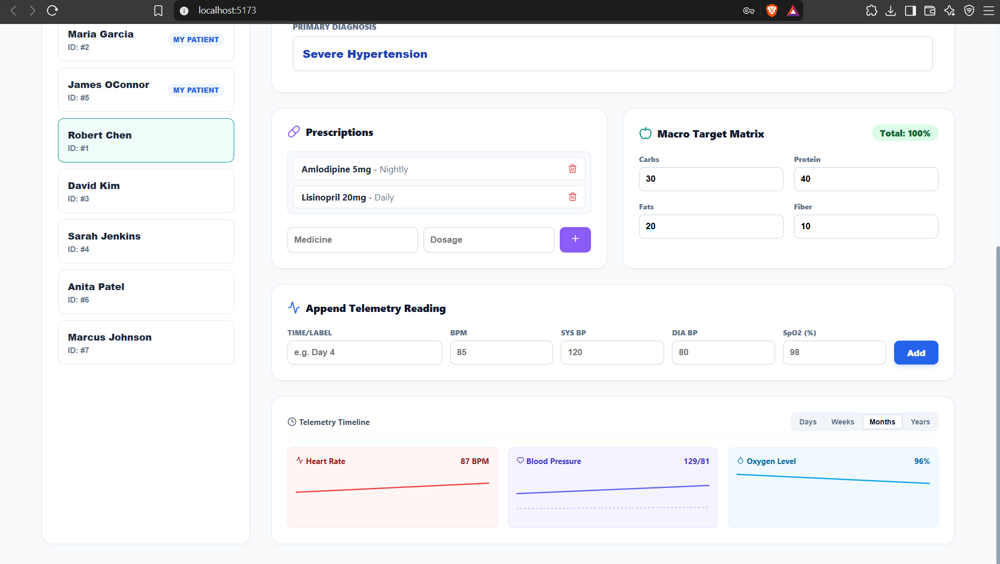 localhost:5173
Maria Garcia
ID: #2
MY PATIENT
James OConnor
ID: #5
MY PATIENT
Robert Chen
ID: #1
David Kim
ID: #3
Sarah Jenkins
ID: #4
Anita Patel
ID: #6
Marcus Johnson
ID: #7
PRIMARY DIAGNOSIS
Severe Hypertension
Prescriptions
Amlodipine 5mg - Nightly
Lisinopril 20mg - Daily
Medicine
Dosage
+
Macro Target Matrix
Total: 100%
Carbs
Protein
30
40
Fats
Fiber
20
10
Append Telemetry Reading
TIME/LABEL
BPM
SYS BP
DIA BP
SpO2 (%)
e.g. Day 4
85
120
80
98
Add
Telemetry Timeline
Days
Weeks
Months
Years
Heart Rate
87 BPM
Blood Pressure
129/81
Oxygen Level
96%